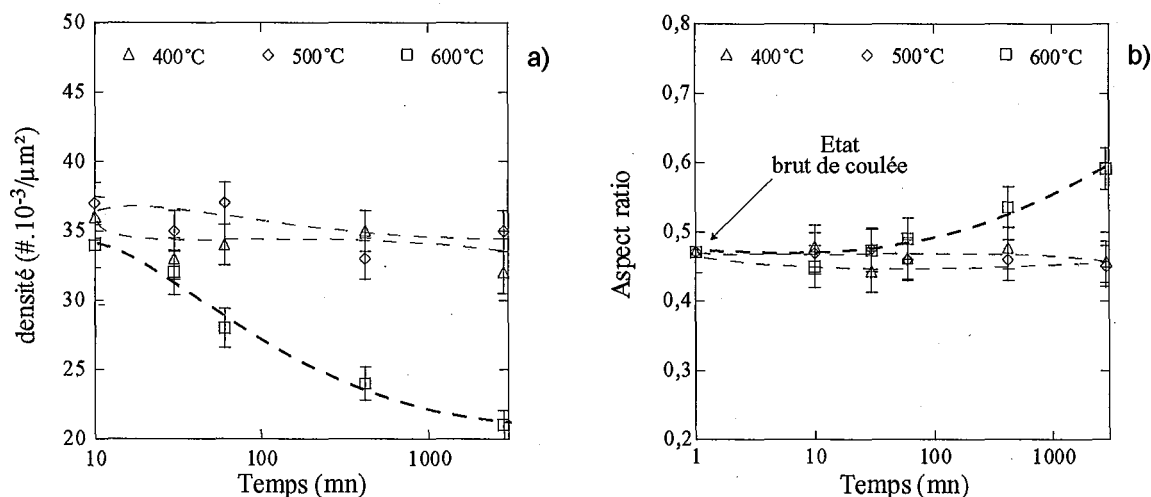 50
45
40
35
30
25
20
densité (#.10⁻³/µm²)
400°C 500°C 600°C
a)
10 100 1000
Temps (mn)
0,8
0,7
0,6
0,5
0,4
0,3
0,2
Aspect ratio
400°C 500°C 600°C
b)
Etat
brut de coulée
1 10 100 1000
Temps (mn)